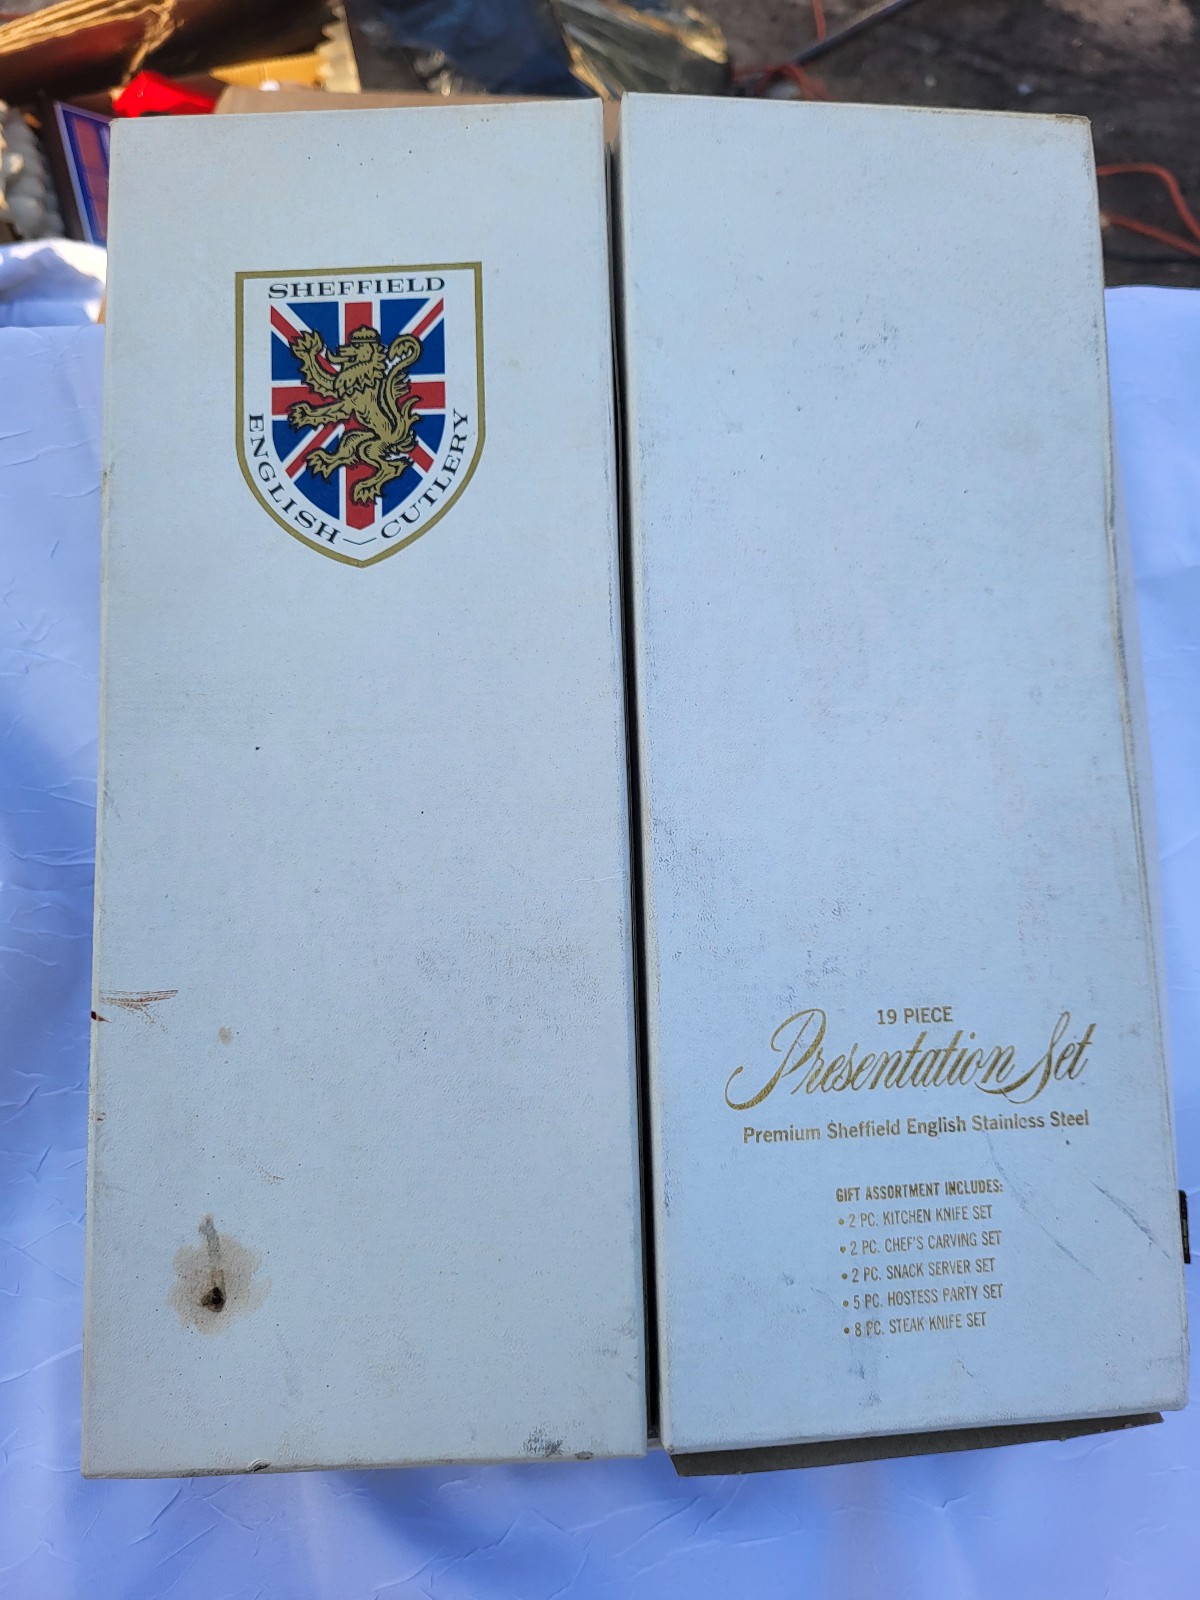 SHEFFIELD
ENGLISH — CUTLERY
19 PIECE
Presentation Set
Premium Sheffield English Stainless Steel
GIFT ASSORTMENT INCLUDES:
• 2 PC. KITCHEN KNIFE SET
• 2 PC. CHEF'S CARVING SET
• 2 PC. SNACK SERVER SET
• 5 PC. HOSTESS PARTY SET
• 8 PC. STEAK KNIFE SET